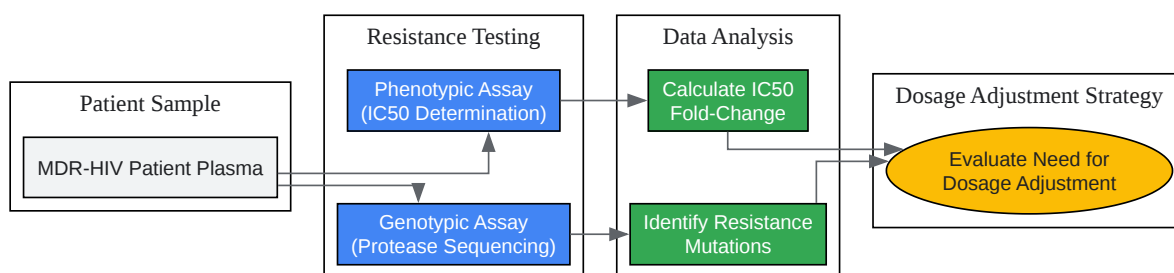 Patient Sample
MDR-HIV Patient Plasma
Resistance Testing
Phenotypic Assay
(IC50 Determination)
Genotypic Assay
(Protease Sequencing)
Data Analysis
Calculate IC50
Fold-Change
Identify Resistance
Mutations
Dosage Adjustment Strategy
Evaluate Need for
Dosage Adjustment